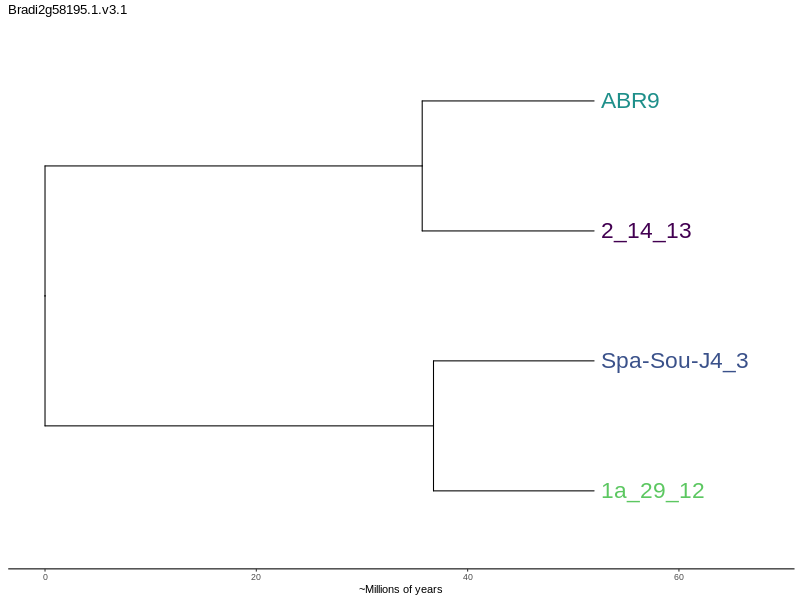 Bradi2g58195.1.v3.1
ABR9
2_14_13
Spa-Sou-J4_3
1a_29_12
0 20 40 60
~Millions of years